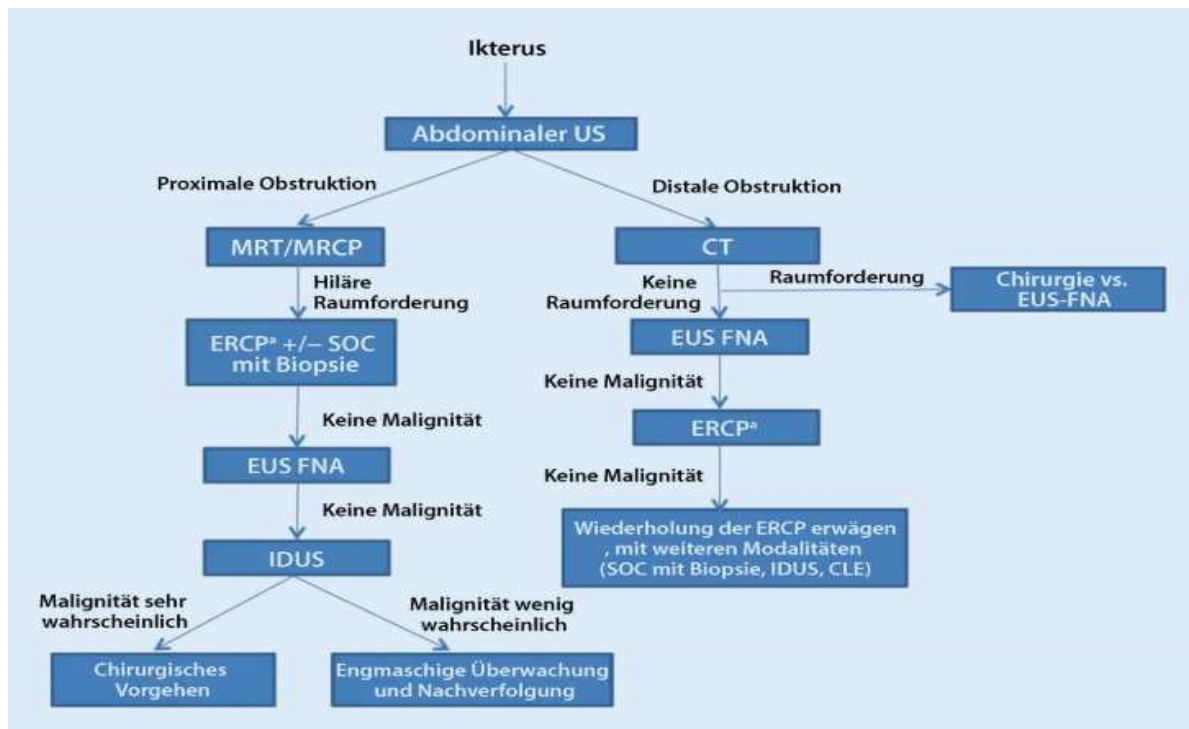 Ikterus
Abdominaler US
Proximale Obstruktion
Distale Obstruktion
MRT/MRCP
CT
Hiläre
Raumforderung
Keine
Raumforderung
Raumforderung
Chirurgie vs.
EUS-FNA
ERCPᵃ +/− SOC
mit Biopsie
EUS FNA
Keine Malignität
Keine Malignität
ERCPᵃ
EUS FNA
Keine Malignität
Keine Malignität
Wiederholung der ERCP erwägen
, mit weiteren Modalitäten
(SOC mit Biopsie, IDUS, CLE)
IDUS
Malignität sehr
wahrscheinlich
Malignität wenig
wahrscheinlich
Chirurgisches
Vorgehen
Engmaschige Überwachung
und Nachverfolgung